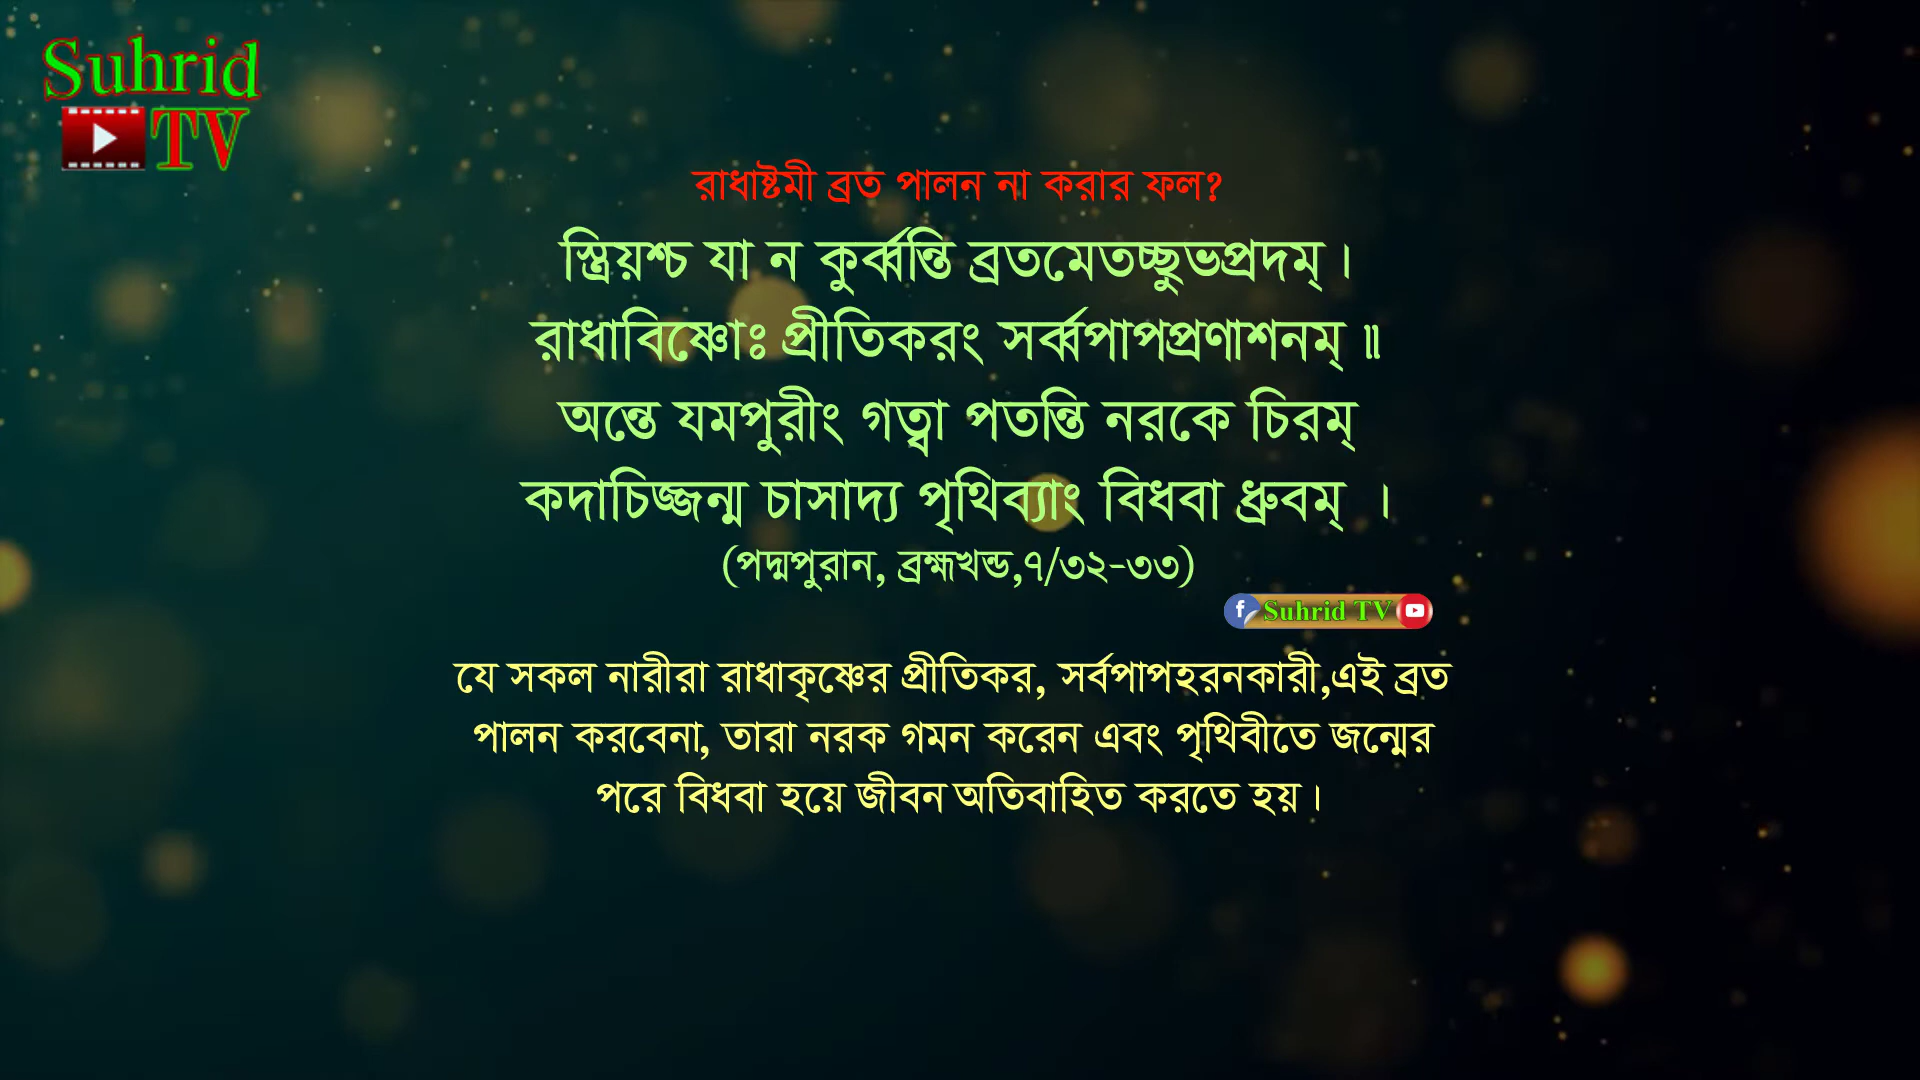 Suhrid
TV
রাধাষ্টমী ব্রত পালন না করার ফল?
স্ত্রিয়শ্চ যা ন কুর্ব্বন্তি ব্রতমেতচ্ছুভপ্রদম্।
রাধাবিষ্ণোঃ প্রীতিকরং সর্ব্বপাপপ্রণাশনম্ ॥
অন্তে যমপুরীং গত্বা পতন্তি নরকে চিরম্
কদাচিজ্জন্ম চাসাদ্য পৃথিব্যাং বিধবা ধ্রুবম্ ।
(পদ্মপুরান, ব্রহ্মখন্ড,৭/৩২-৩৩)
Suhrid TV
যে সকল নারীরা রাধাকৃষ্ণের প্রীতিকর, সর্বপাপহরনকারী,এই ব্রত
পালন করবেনা, তারা নরক গমন করেন এবং পৃথিবীতে জন্মের
পরে বিধবা হয়ে জীবন অতিবাহিত করতে হয়।